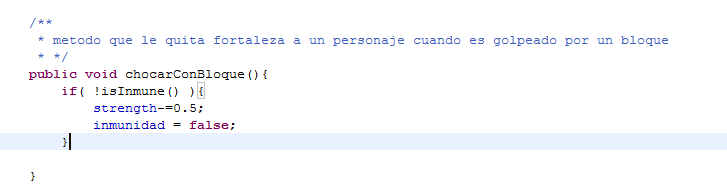 /**
* metodo que le quita fortaleza a un personaje cuando es golpeado por un bloque
* */
public void chocarConBloque(){
if( !isInmune() ){
strength-=0.5;
inmunidad = false;
}
}